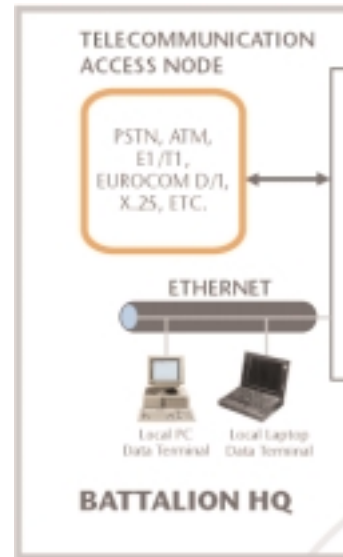 TELECOMMUNICATION
ACCESS NODE
PSTN, ATM,
E1/T1,
EUROCOM D/I,
X.25, ETC.
ETHERNET
Local PC
Data Terminal
Local Laptop
Data Terminal
BATTALION HQ